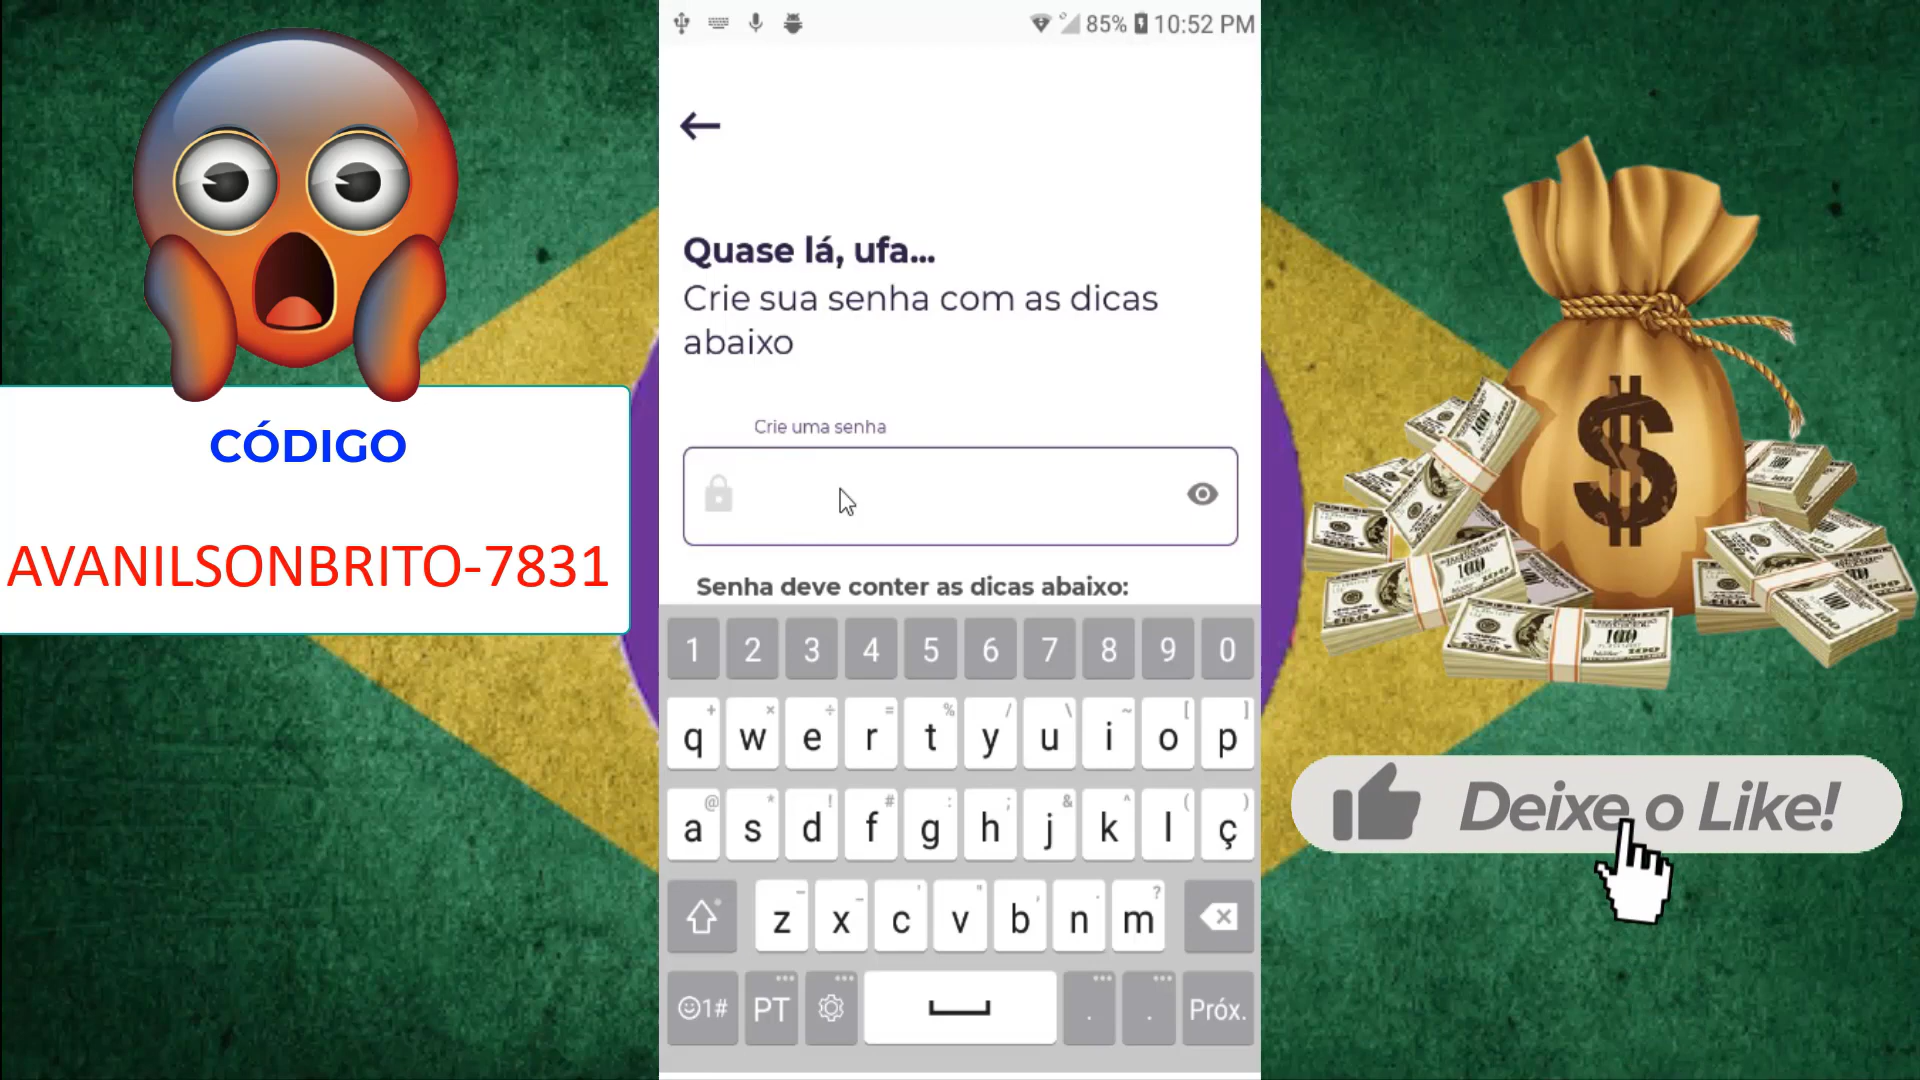 CÓDIGO
AVANILSONBRITO-7831
85% 10:52 PM
Quase lá, ufa...
Crie sua senha com as dicas
abaixo
Crie uma senha
Senha deve conter as dicas abaixo:
1 2 3 4 5 6 7 8 9 0
+ × ÷ = % / \ ~ [ ]
q w e r t y u i o p
@ * ! # : ; & ^ ( )
a s d f g h j k l ç
z x c v b n m
?
1# PT . . Próx.
$
Deixe o Like!